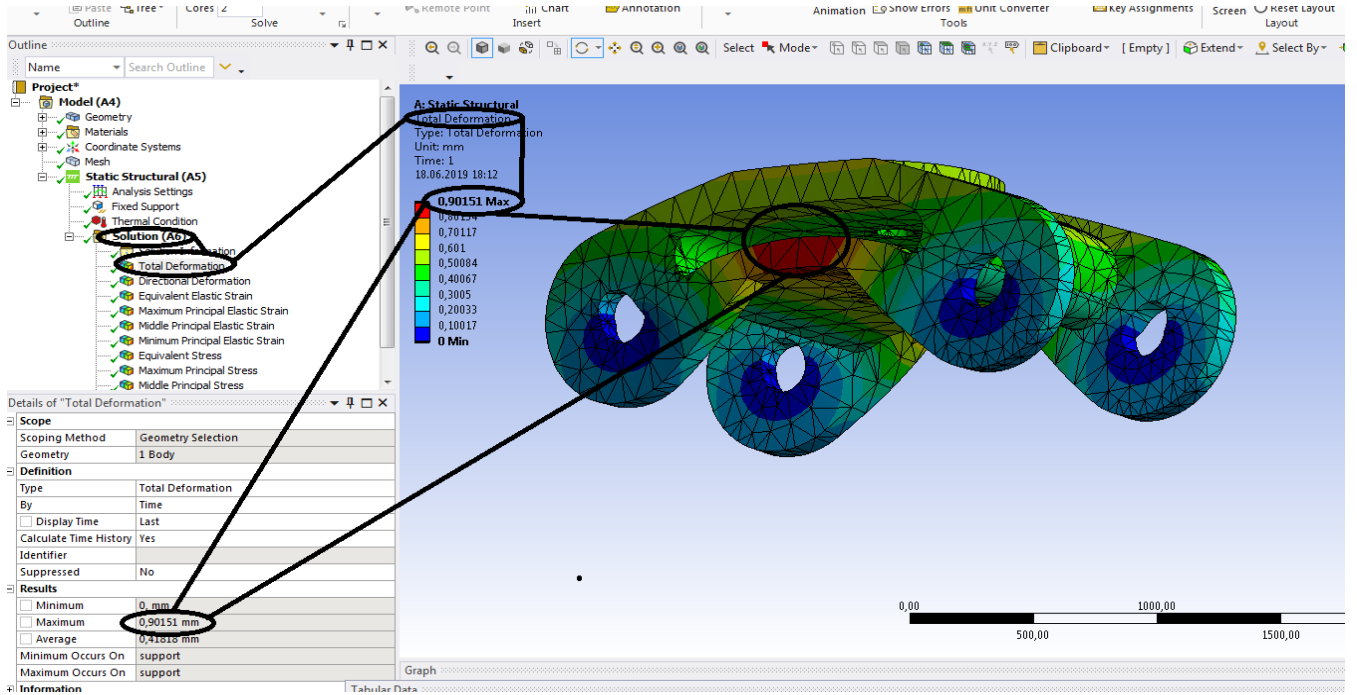 Paste Tree Cores 2 Remote Point Chart Annotation Animation Show Errors Unit Converter Key Assignments Screen Reset Layout
Outline Solve Insert Tools Layout
Outline
Name Search Outline
Select Mode Clipboard [ Empty ] Extend Select By
Project*
Model (A4)
Geometry
Materials
Coordinate Systems
Mesh
Static Structural (A5)
Analysis Settings
Fixed Support
Thermal Condition
Solution (A6)
Total Deformation
Directional Deformation
Equivalent Elastic Strain
Maximum Principal Elastic Strain
Middle Principal Elastic Strain
Minimum Principal Elastic Strain
Equivalent Stress
Maximum Principal Stress
Middle Principal Stress
A: Static Structural
Total Deformation
Type: Total Deformation
Unit: mm
Time: 1
18.06.2019 18:12
0,90151 Max
0,80134
0,70117
0,601
0,50084
0,40067
0,3005
0,20033
0,10017
0 Min
Details of "Total Deformation"
Scope
Scoping Method Geometry Selection
Geometry 1 Body
Definition
Type Total Deformation
By Time
Display Time Last
Calculate Time History Yes
Identifier
Suppressed No
Results
Minimum 0, mm
Maximum 0,90151 mm
Average 0,41818 mm
Minimum Occurs On support
Maximum Occurs On support
Information
0,00 1000,00
500,00 1500,00
Graph
Tabular Data